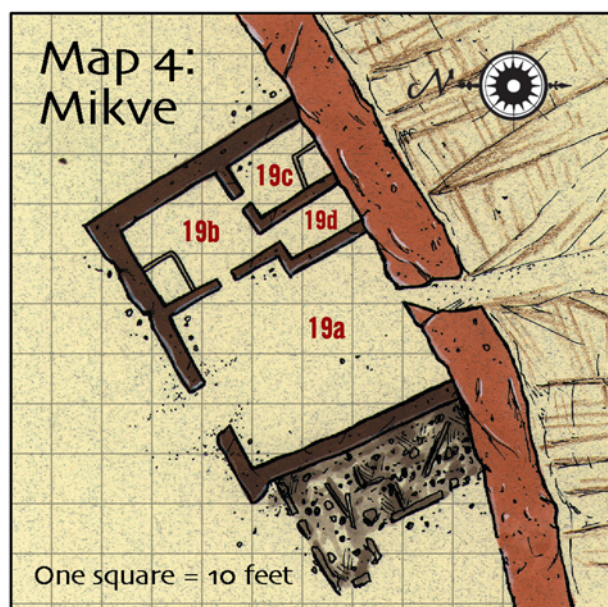 Map 4:
Mikve
N
19c
19d
19b
19a
One square = 10 feet